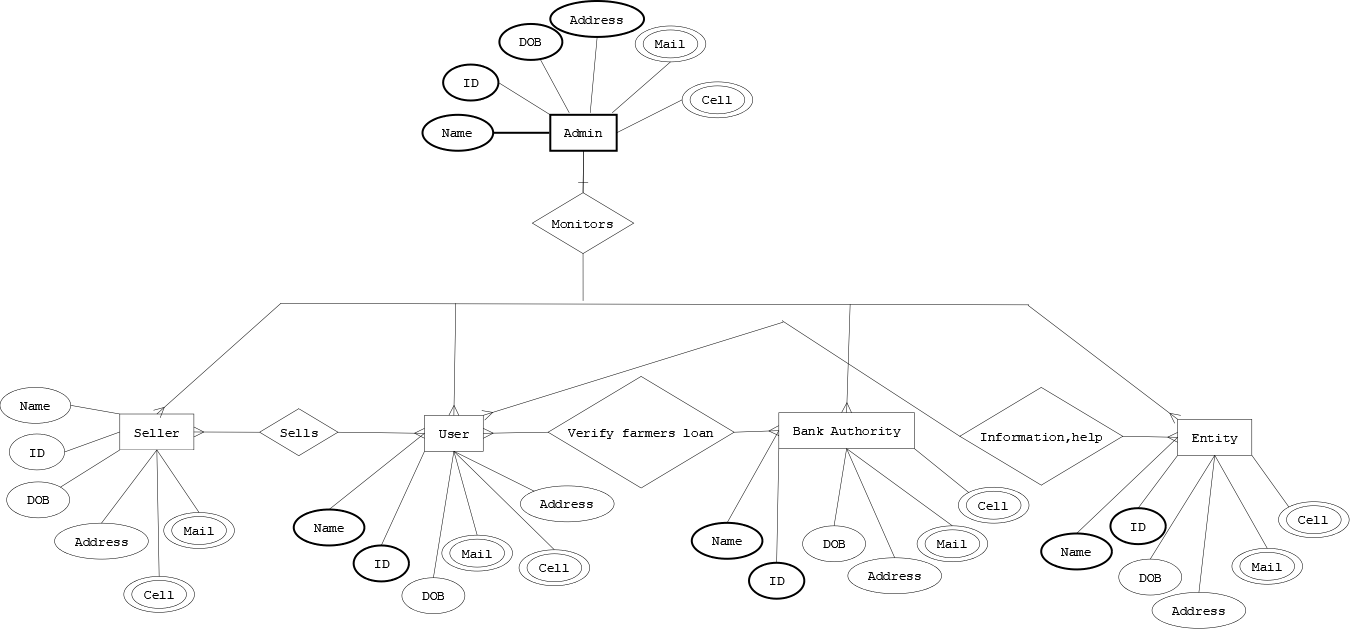 Address
DOB
Mail
ID
Cell
Name
Admin
Monitors
Name
Seller
Sells
User
Verify farmers loan
Bank Authority
Information,help
Entity
ID
DOB
Address
Mail
Cell
Name
ID
DOB
Mail
Cell
Address
Name
ID
DOB
Address
Mail
Cell
Name
ID
DOB
Address
Mail
Cell